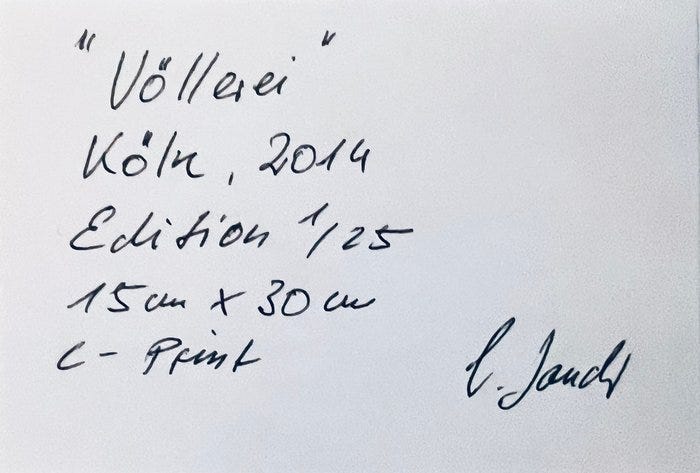 "Völlerei"
Köln, 2014
Edition 1/25
15cm x 30cm
C-Print